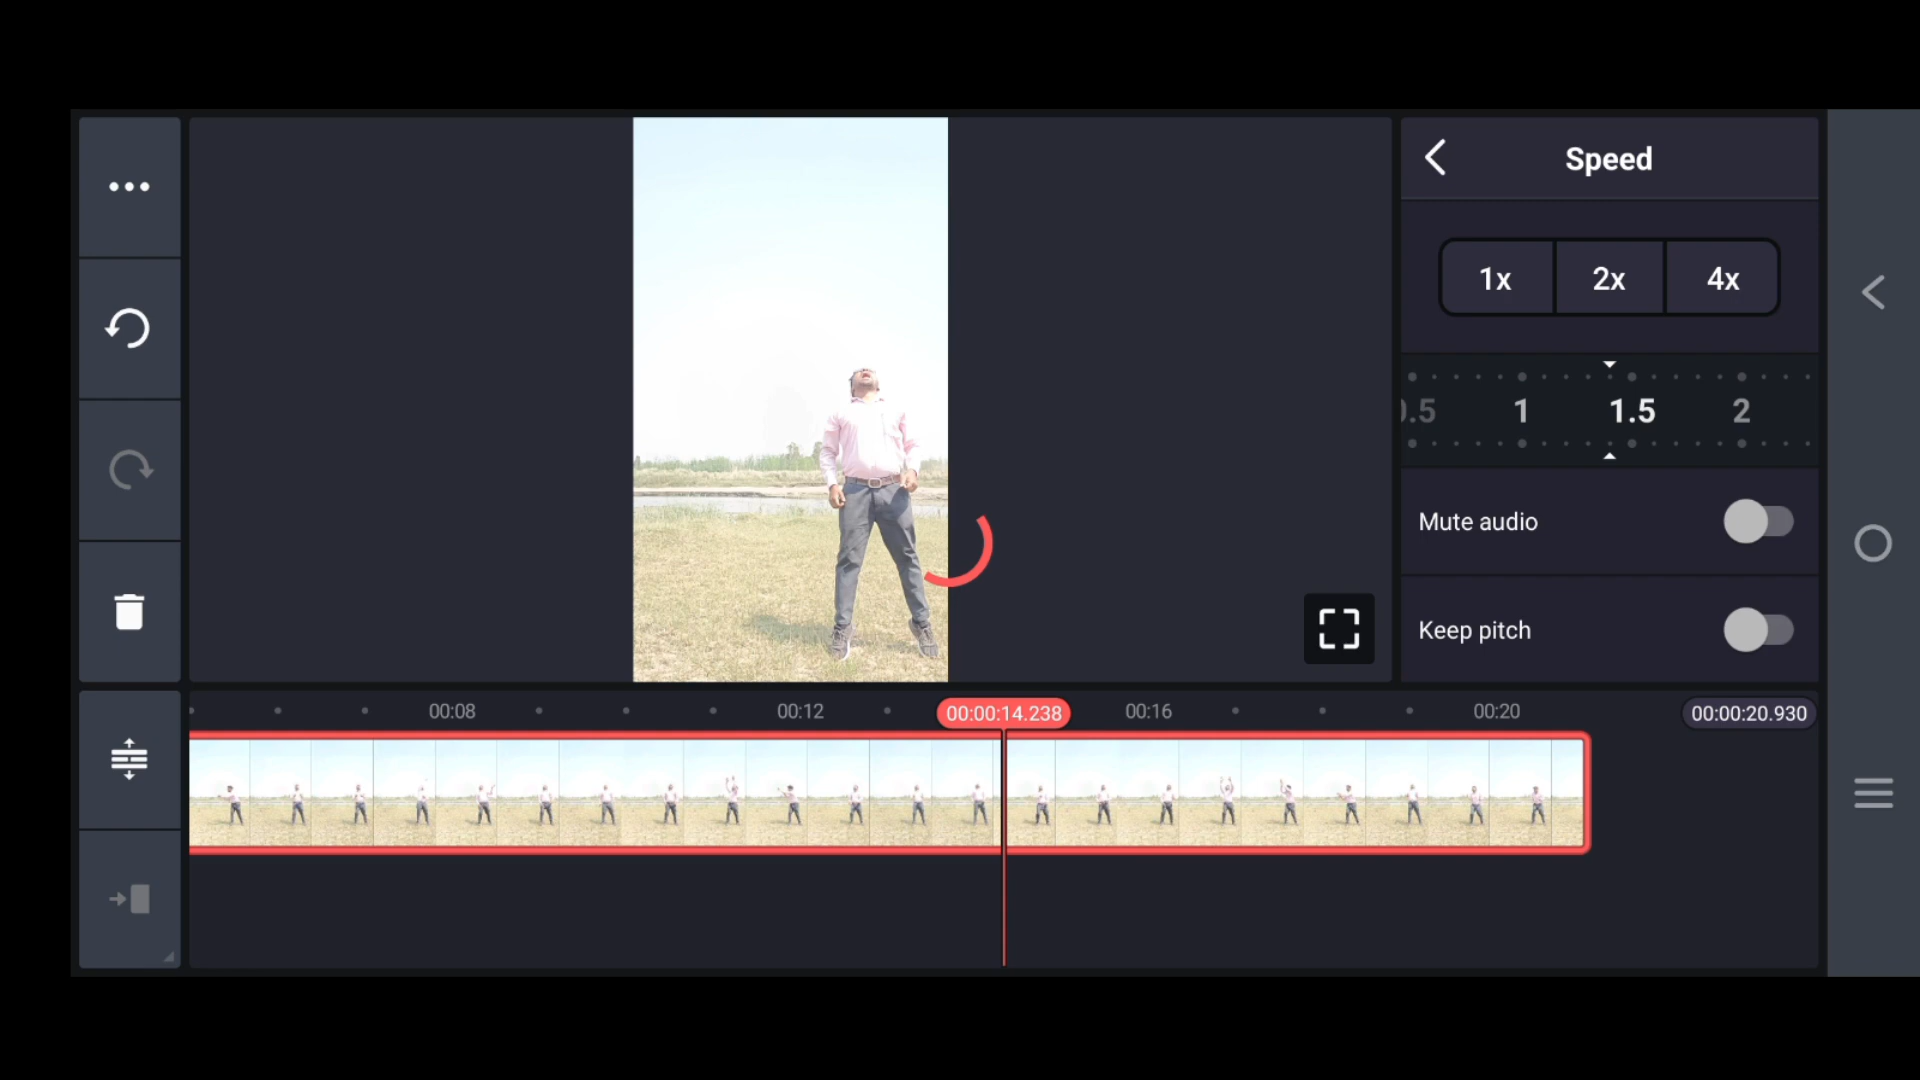 Speed
1x 2x 4x
.5 1 1.5 2
Mute audio
Keep pitch
00:08 00:12 00:00:14.238 00:16 00:20 00:00:20.930